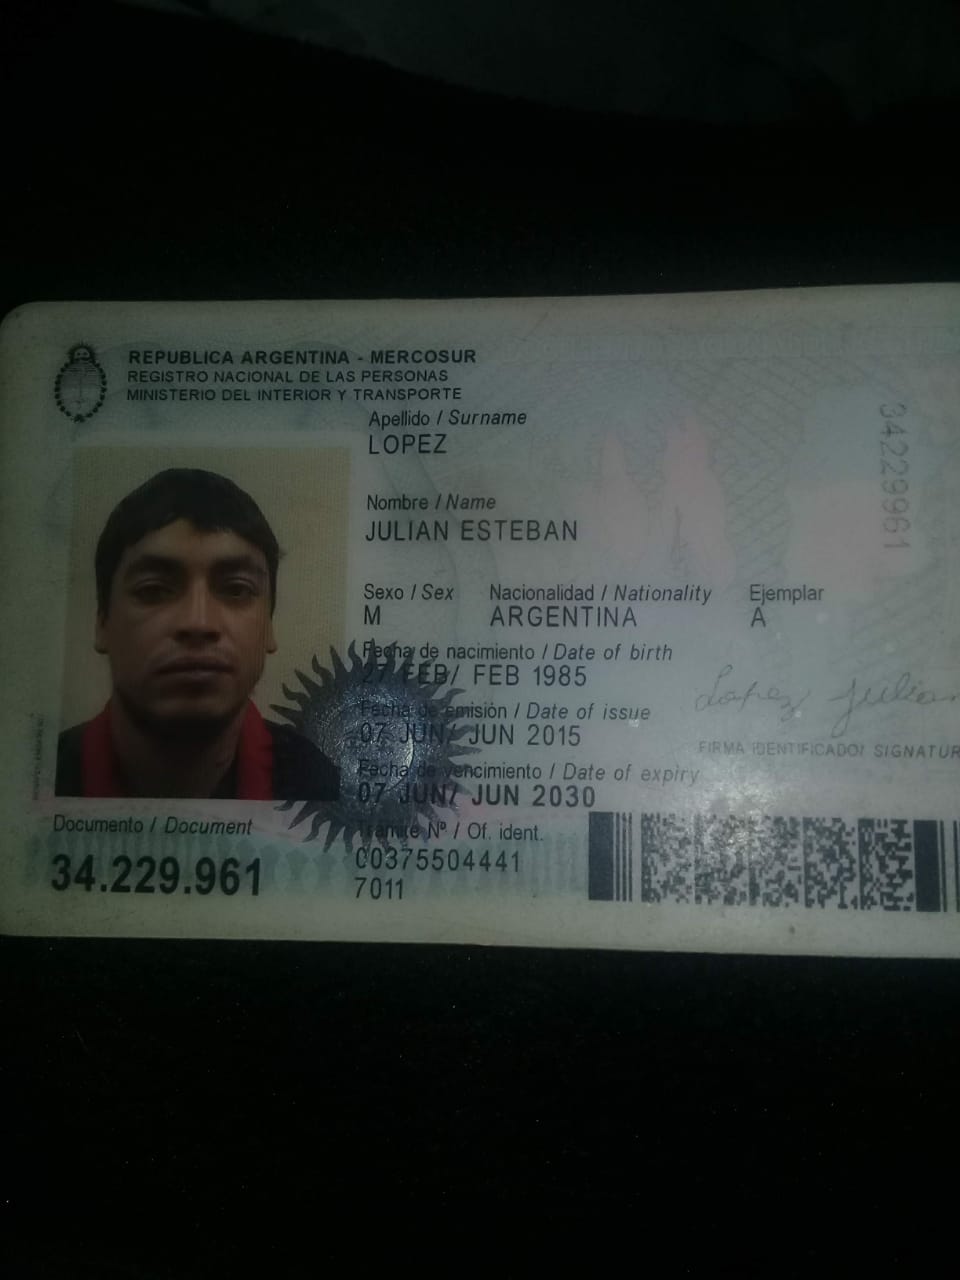 REPUBLICA ARGENTINA - MERCOSUR
REGISTRO NACIONAL DE LAS PERSONAS
MINISTERIO DEL INTERIOR Y TRANSPORTE
Apellido / Surname
LOPEZ
34229961
Nombre / Name
JULIAN ESTEBAN
Sexo / Sex Nacionalidad / Nationality Ejemplar
M ARGENTINA A
Fecha de nacimiento / Date of birth
27 FEB/ FEB 1985
Lopez Julian
Fecha de emisión / Date of issue
07 JUN/ JUN 2015
FIRMA IDENTIFICADO/ SIGNATUR
Fecha de vencimiento / Date of expiry
07 JUN/ JUN 2030
Documento / Document
34.229.961
Trámite Nº / Of. ident.
00375504441
7011